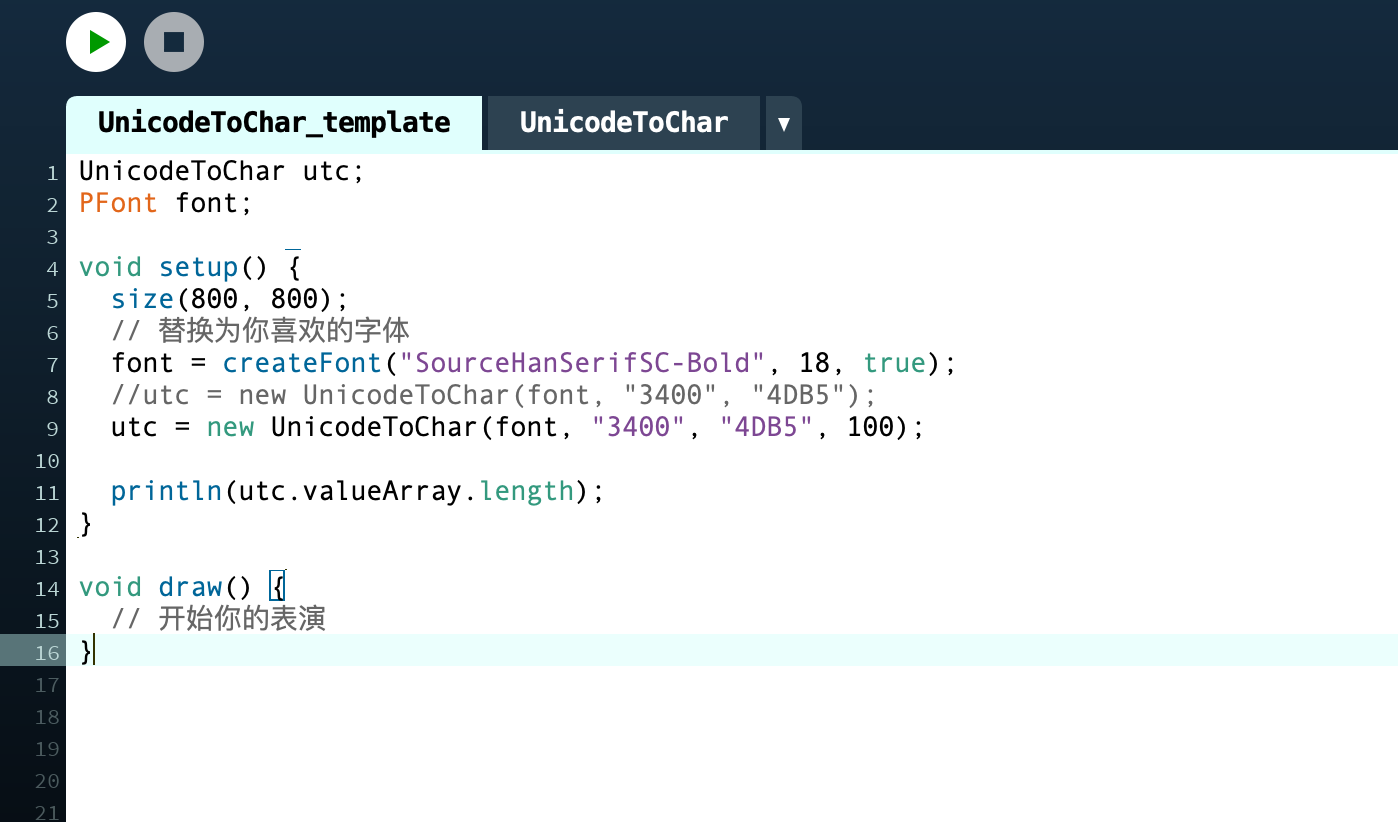 UnicodeToChar_template UnicodeToChar ▼
1 UnicodeToChar utc;
2 PFont font;
3
4 void setup() {
5   size(800, 800);
6   // 替换为你喜欢的字体
7   font = createFont("SourceHanSerifSC-Bold", 18, true);
8   //utc = new UnicodeToChar(font, "3400", "4DB5");
9   utc = new UnicodeToChar(font, "3400", "4DB5", 100);
10
11   println(utc.valueArray.length);
12 }
13
14 void draw() {
15   // 开始你的表演
16 }
17
18
19
20
21